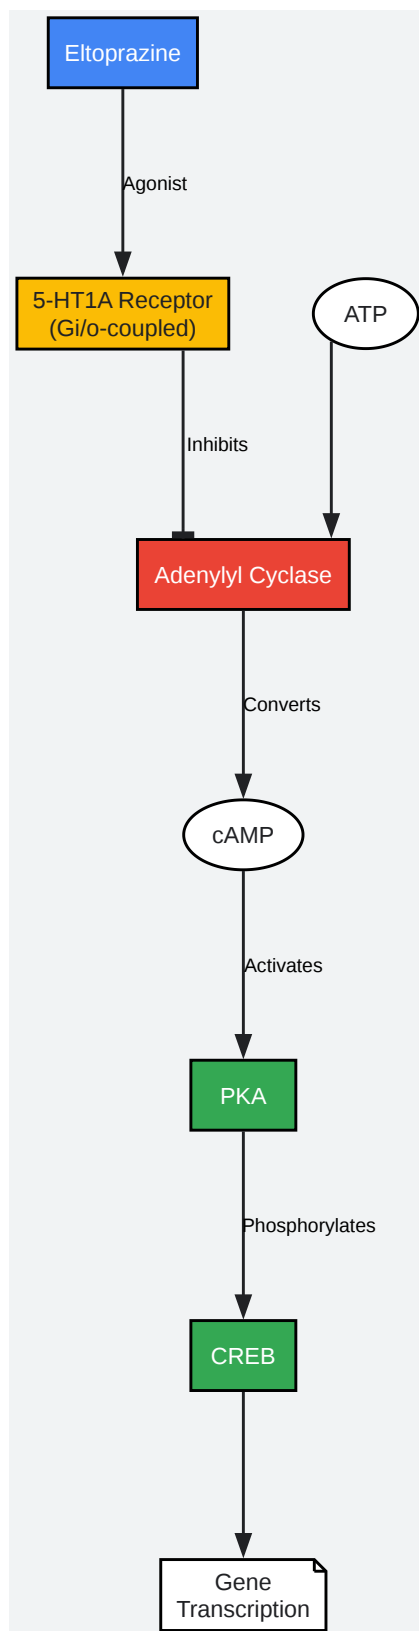 Eltoprazine
Agonist
5-HT1A Receptor
(Gi/o-coupled)
ATP
Inhibits
Adenylyl Cyclase
Converts
cAMP
Activates
PKA
Phosphorylates
CREB
Gene
Transcription